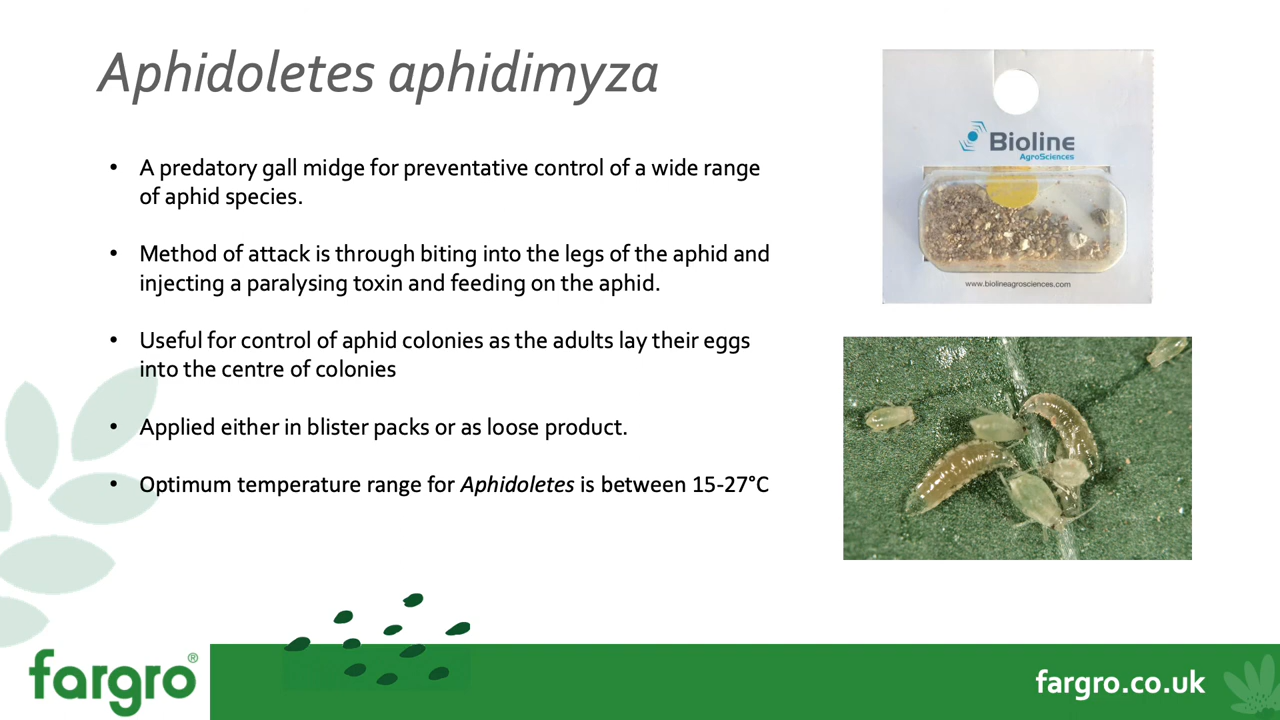 Aphidoletes aphidimyza
• A predatory gall midge for preventative control of a wide range
of aphid species.
• Method of attack is through biting into the legs of the aphid and
injecting a paralysing toxin and feeding on the aphid.
• Useful for control of aphid colonies as the adults lay their eggs
into the centre of colonies
• Applied either in blister packs or as loose product.
• Optimum temperature range for Aphidoletes is between 15-27°C
Bioline
AgroSciences
www.biolineagrosciences.com
fargro®
fargro.co.uk